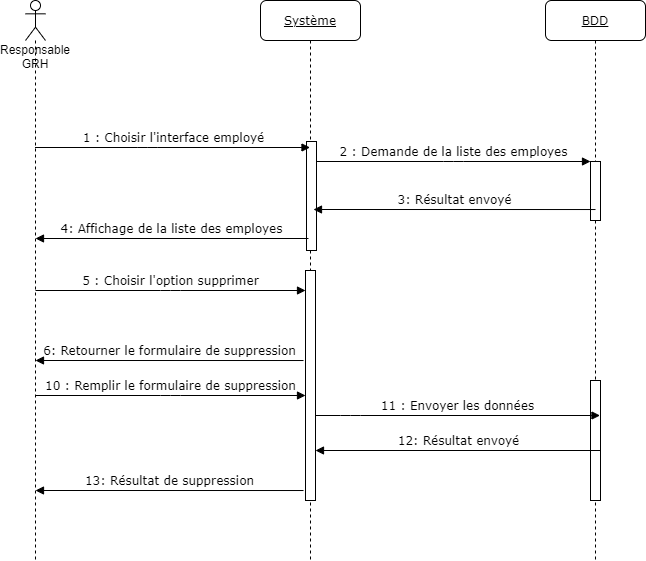 Système
BDD
Responsable
GRH
1 : Choisir l'interface employé
2 : Demande de la liste des employes
3: Résultat envoyé
4: Affichage de la liste des employes
5 : Choisir l'option supprimer
6: Retourner le formulaire de suppression
10 : Remplir le formulaire de suppression
11 : Envoyer les données
12: Résultat envoyé
13: Résultat de suppression